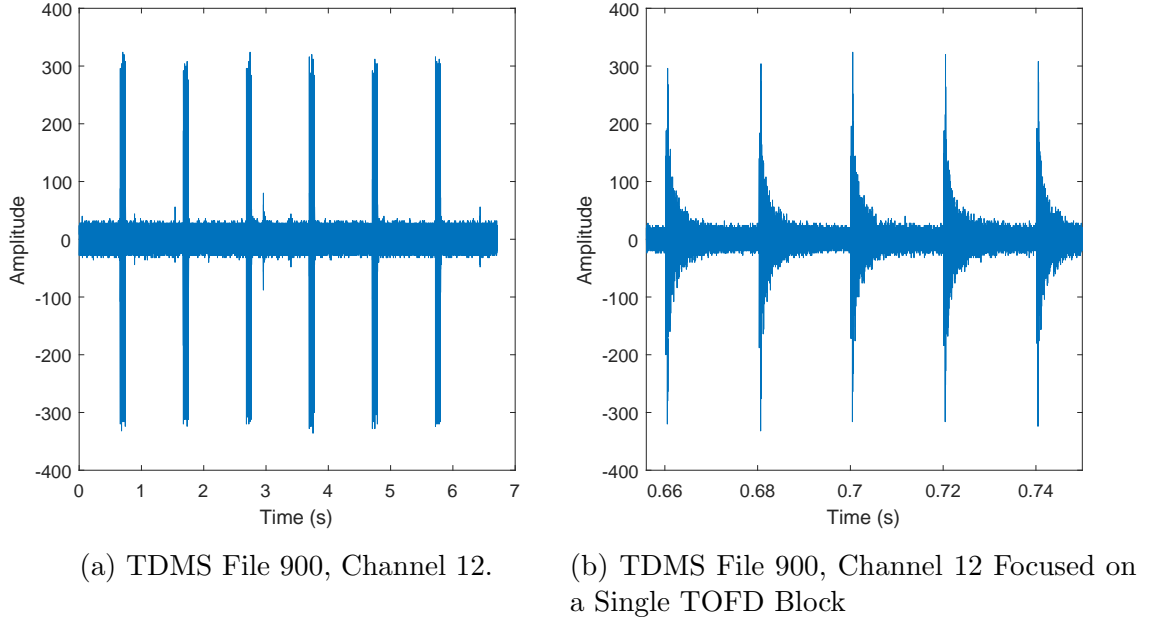 400
300
200
100
0
-100
-200
-300
-400
Amplitude
0 1 2 3 4 5 6 7
Time (s)
(a) TDMS File 900, Channel 12.
400
300
200
100
0
-100
-200
-300
-400
Amplitude
0.66 0.68 0.7 0.72 0.74
Time (s)
(b) TDMS File 900, Channel 12 Focused on
a Single TOFD Block